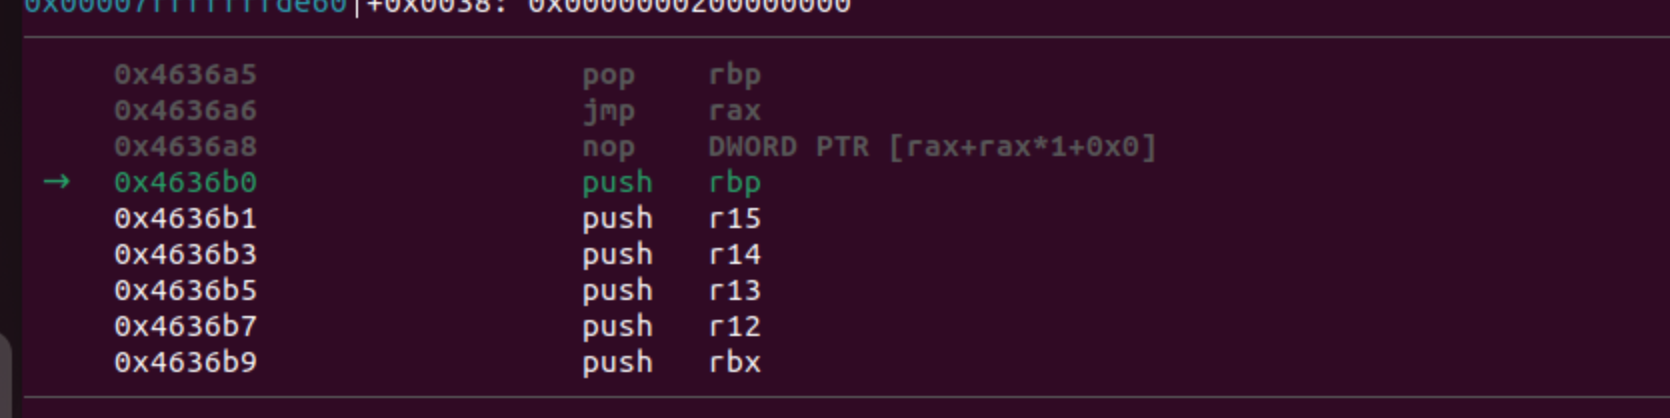 0x00007fffffffde60|+0x0038: 0x0000000200000000
0x4636a5 pop rbp
0x4636a6 jmp rax
0x4636a8 nop DWORD PTR [rax+rax*1+0x0]
→ 0x4636b0 push rbp
0x4636b1 push r15
0x4636b3 push r14
0x4636b5 push r13
0x4636b7 push r12
0x4636b9 push rbx